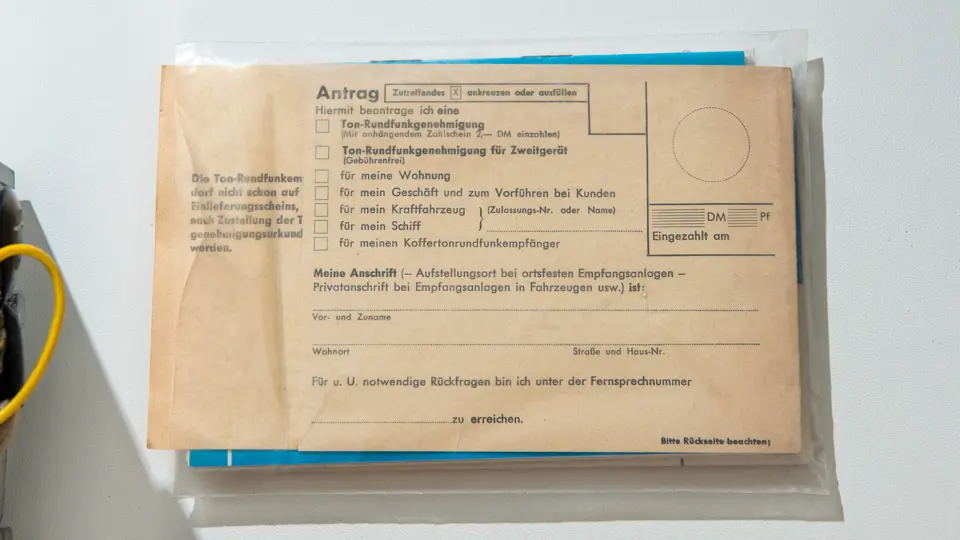 Antrag Zutreffendes X ankreuzen oder ausfüllen
Hiermit beantrage ich eine
Ton-Rundfunkgenehmigung
(Mit anhängendem Zahlschein 2,— DM einzahlen)
Ton-Rundfunkgenehmigung für Zweitgerät
(Gebührenfrei)
für meine Wohnung
für mein Geschäft und zum Vorführen bei Kunden
für mein Kraftfahrzeug
für mein Schiff
} (Zulassungs-Nr. oder Name)
für meinen Koffertonrundfunkempfänger
DM Pf
Eingezahlt am
Die Ton-Rundfunkem
darf nicht schon auf
Einlieferungsscheins,
nach Zustellung der T
genehmigungsurkund
werden.
Meine Anschrift (— Aufstellungsort bei ortsfesten Empfangsanlagen —
Privatanschrift bei Empfangsanlagen in Fahrzeugen usw.) ist:
Vor- und Zuname
Wohnort Straße und Haus-Nr.
Für u. U. notwendige Rückfragen bin ich unter der Fernsprechnummer
zu erreichen.
Bitte Rückseite beachten!